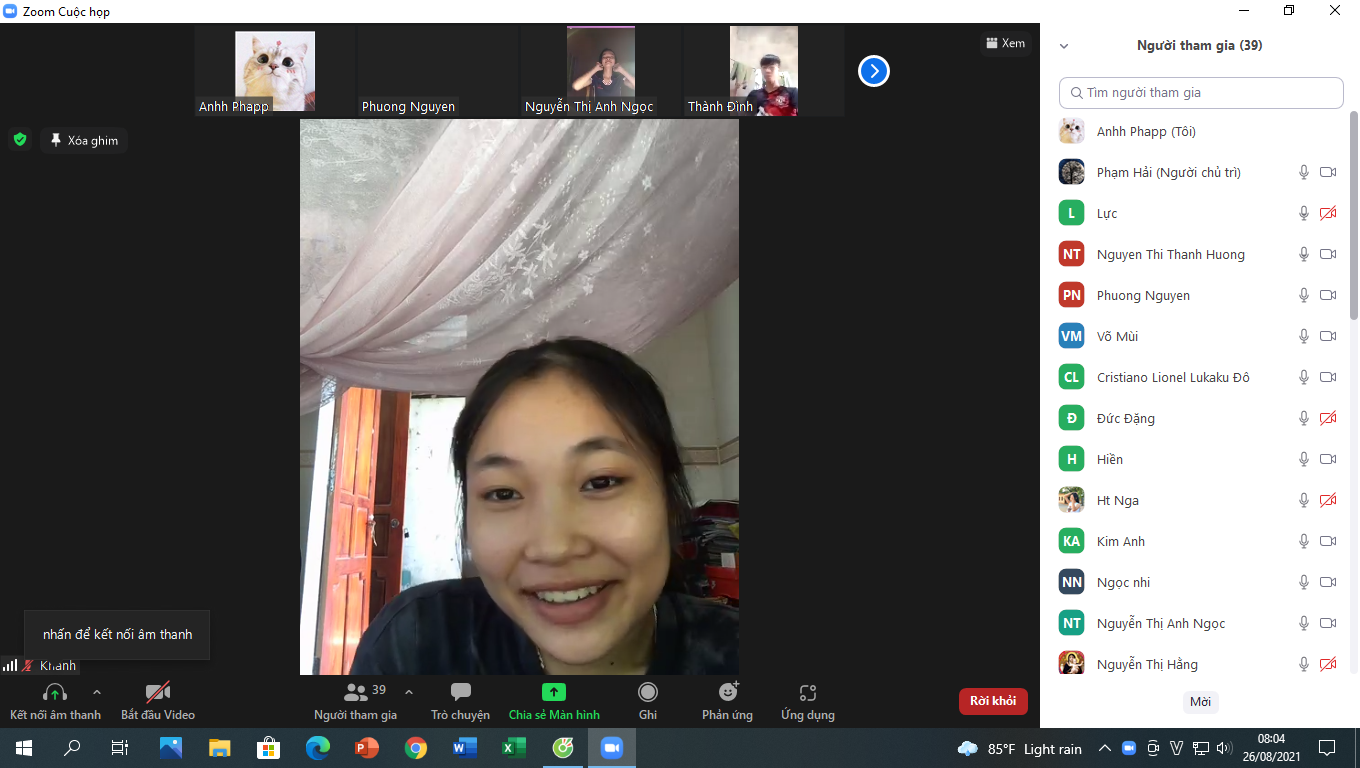 Zoom Cuộc họp
Xem
Anhh Phapp
Phuong Nguyen
Nguyễn Thị Anh Ngọc
Thành Đình
Xóa ghim
nhấn để kết nối âm thanh
Khánh
Kết nối âm thanh
Bắt đầu Video
39
Người tham gia
Trò chuyện
Chia sẻ Màn hình
Ghi
Phản ứng
Ứng dụng
Rời khỏi
Người tham gia (39)
Tìm người tham gia
Anhh Phapp (Tôi)
Phạm Hải (Người chủ trì)
L Lực
NT Nguyen Thi Thanh Huong
PN Phuong Nguyen
VM Võ Mùi
CL Cristiano Lionel Lukaku Đô
Đ Đức Đặng
H Hiền
Ht Nga
KA Kim Anh
NN Ngọc nhi
NT Nguyễn Thị Anh Ngọc
Nguyễn Thị Hằng
Mời
85°F Light rain
08:04
26/08/2021